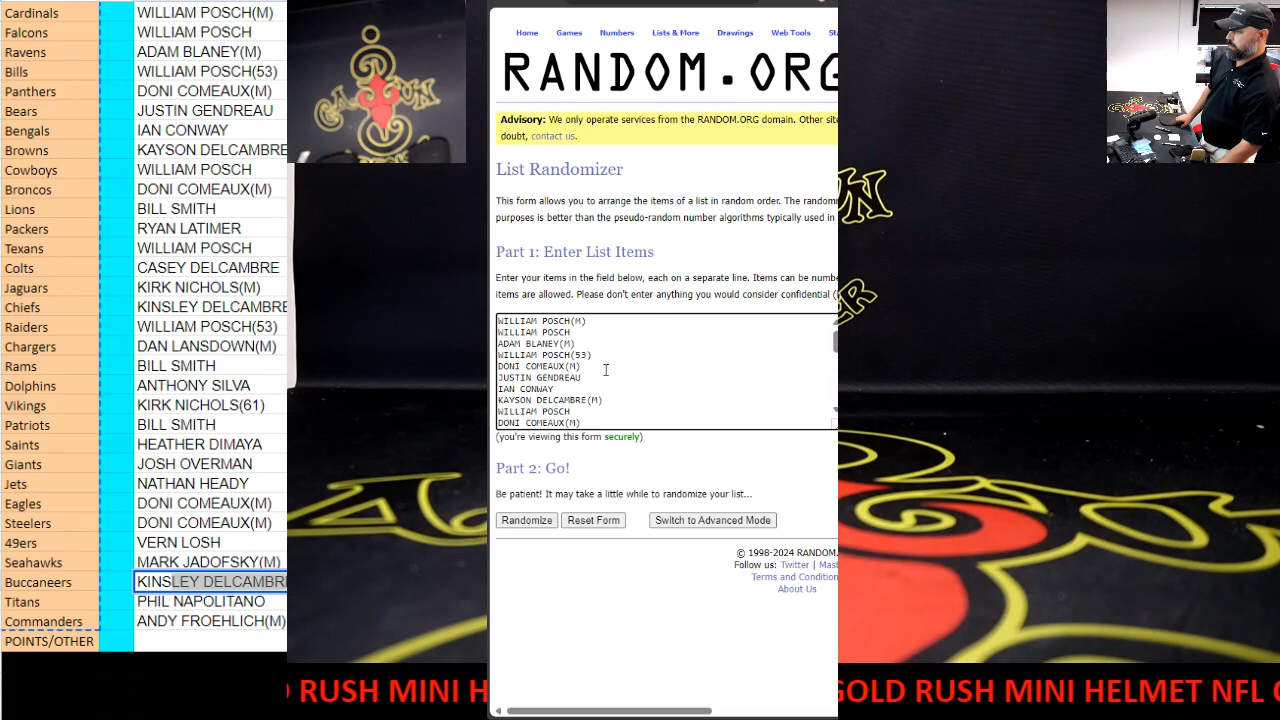 Cardinals WILLIAM POSCH(M)
Falcons WILLIAM POSCH
Ravens ADAM BLANEY(M)
Bills WILLIAM POSCH(53)
Panthers DONI COMEAUX(M)
Bears JUSTIN GENDREAU
Bengals IAN CONWAY
Browns KAYSON DELCAMBRE
Cowboys WILLIAM POSCH
Broncos DONI COMEAUX(M)
Lions BILL SMITH
Packers RYAN LATIMER
Texans WILLIAM POSCH
Colts CASEY DELCAMBRE
Jaguars KIRK NICHOLS(M)
Chiefs KINSLEY DELCAMBRE
Raiders WILLIAM POSCH(53)
Chargers DAN LANSDOWN(M)
Rams BILL SMITH
Dolphins ANTHONY SILVA
Vikings KIRK NICHOLS(61)
Patriots BILL SMITH
Saints HEATHER DIMAYA
Giants JOSH OVERMAN
Jets NATHAN HEADY
Eagles DONI COMEAUX(M)
Steelers DONI COMEAUX(M)
49ers VERN LOSH
Seahawks MARK JADOFSKY(M)
Buccaneers KINSLEY DELCAMBRE
Titans PHIL NAPOLITANO
Commanders ANDY FROEHLICH(M)
POINTS/OTHER
Home Games Numbers Lists & More Drawings Web Tools Sta
RANDOM.ORG
Advisory: We only operate services from the RANDOM.ORG domain. Other site
doubt, contact us.
List Randomizer
This form allows you to arrange the items of a list in random order. The random
purposes is better than the pseudo-random number algorithms typically used in
Part 1: Enter List Items
Enter your items in the field below, each on a separate line. Items can be numb
items are allowed. Please don't enter anything you would consider confidential (
WILLIAM POSCH(M)
WILLIAM POSCH
ADAM BLANEY(M)
WILLIAM POSCH(53)
DONI COMEAUX(M)
JUSTIN GENDREAU
IAN CONWAY
KAYSON DELCAMBRE(M)
WILLIAM POSCH
DONI COMEAUX(M)
(you're viewing this form securely)
Part 2: Go!
Be patient! It may take a little while to randomize your list...
Randomize Reset Form Switch to Advanced Mode
© 1998-2024 RANDOM.
Follow us: Twitter | Mast
Terms and Condition
About Us
RUSH MINI H
GOLD RUSH MINI HELMET NFL